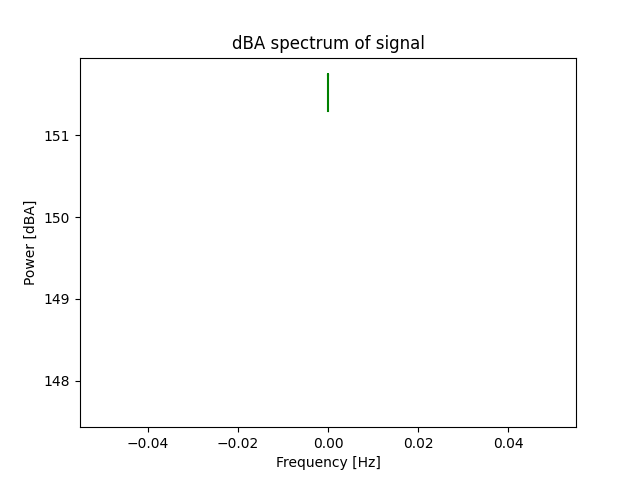 dBA spectrum of signal
151
150
149
148
Power [dBA]
−0.04 −0.02 0.00 0.02 0.04
Frequency [Hz]